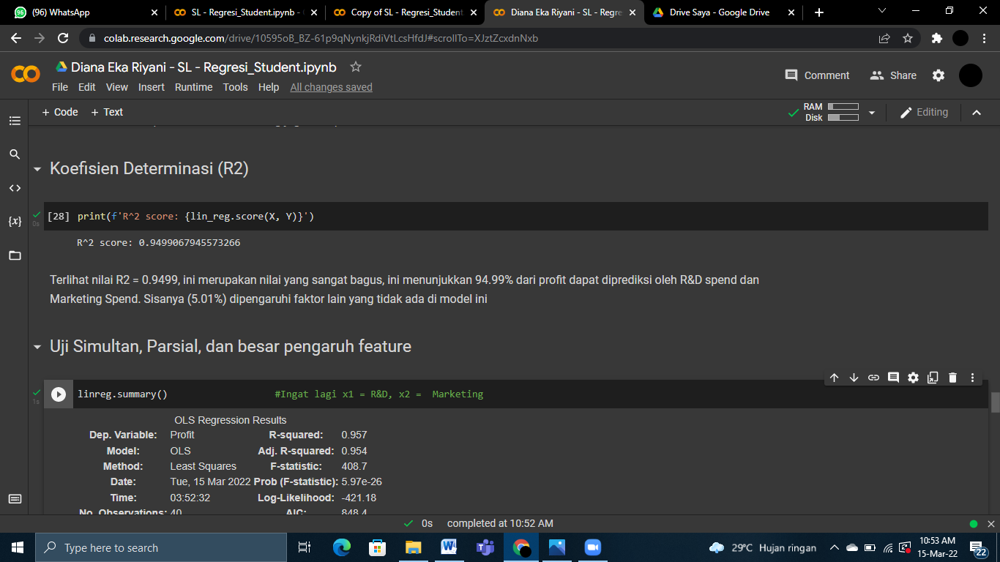 (96) WhatsApp
SL - Regresi_Student.ipynb -
Copy of SL - Regresi_Student
Diana Eka Riyani - SL - Regre
Drive Saya - Google Drive
colab.research.google.com/drive/10595oB_BZ-61p9qNynkjRdiVtLcsHfdJ#scrollTo=XJztZcxdnNxb
Diana Eka Riyani - SL - Regresi_Student.ipynb
Comment
Share
File Edit View Insert Runtime Tools Help All changes saved
+ Code + Text
RAM
Disk
Editing
Koefisien Determinasi (R2)
[28] print(f'R^2 score: {lin_reg.score(X, Y)}')
0s
R^2 score: 0.9499067945573266
Terlihat nilai R2 = 0.9499, ini merupakan nilai yang sangat bagus, ini menunjukkan 94.99% dari profit dapat diprediksi oleh R&D spend dan
Marketing Spend. Sisanya (5.01%) dipengaruhi faktor lain yang tidak ada di model ini
Uji Simultan, Parsial, dan besar pengaruh feature
linreg.summary() #Ingat lagi x1 = R&D, x2 = Marketing
1s
OLS Regression Results
Dep. Variable: Profit R-squared: 0.957
Model: OLS Adj. R-squared: 0.954
Method: Least Squares F-statistic: 408.7
Date: Tue, 15 Mar 2022 Prob (F-statistic): 5.97e-26
Time: 03:52:32 Log-Likelihood: -421.18
No. Observations: 40 AIC: 848.4
0s completed at 10:52 AM
Type here to search
29°C Hujan ringan
10:53 AM
15-Mar-22
22